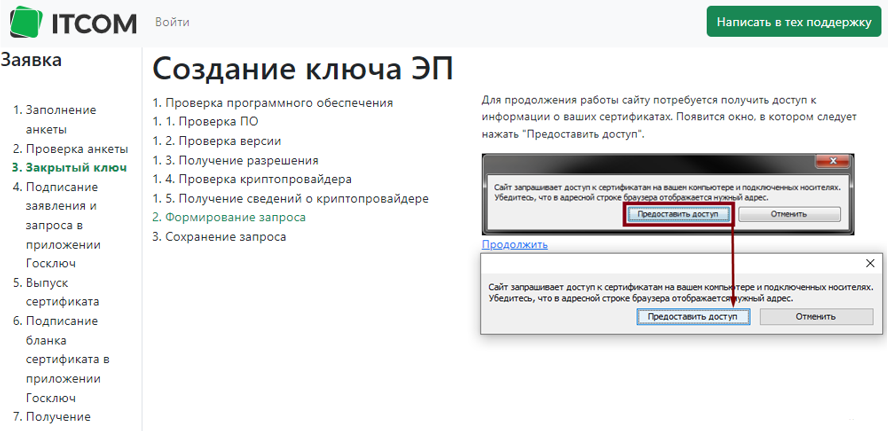 ITCOM
Войти
Написать в тех поддержку
Заявка
1. Заполнение
анкеты
2. Проверка анкеты
3. Закрытый ключ
4. Подписание
заявления и
запроса в
приложении
Госключ
5. Выпуск
сертификата
6. Подписание
бланка
сертификата в
приложении
Госключ
7. Получение
Создание ключа ЭП
1. Проверка программного обеспечения
1. 1. Проверка ПО
1. 2. Проверка версии
1. 3. Получение разрешения
1. 4. Проверка криптопровайдера
1. 5. Получение сведений о криптопровайдере
2. Формирование запроса
3. Сохранение запроса
Для продолжения работы сайту потребуется получить доступ к
информации о ваших сертификатах. Появится окно, в котором следует
нажать "Предоставить доступ".
Сайт запрашивает доступ к сертификатам на вашем компьютере и подключенных носителях.
Убедитесь, что в адресной строке браузера отображается нужный адрес.
Предоставить доступ
Отменить
Продолжить
Сайт запрашивает доступ к сертификатам на вашем компьютере и подключенных носителях.
Убедитесь, что в адресной строке браузера отображается нужный адрес.
Предоставить доступ
Отменить